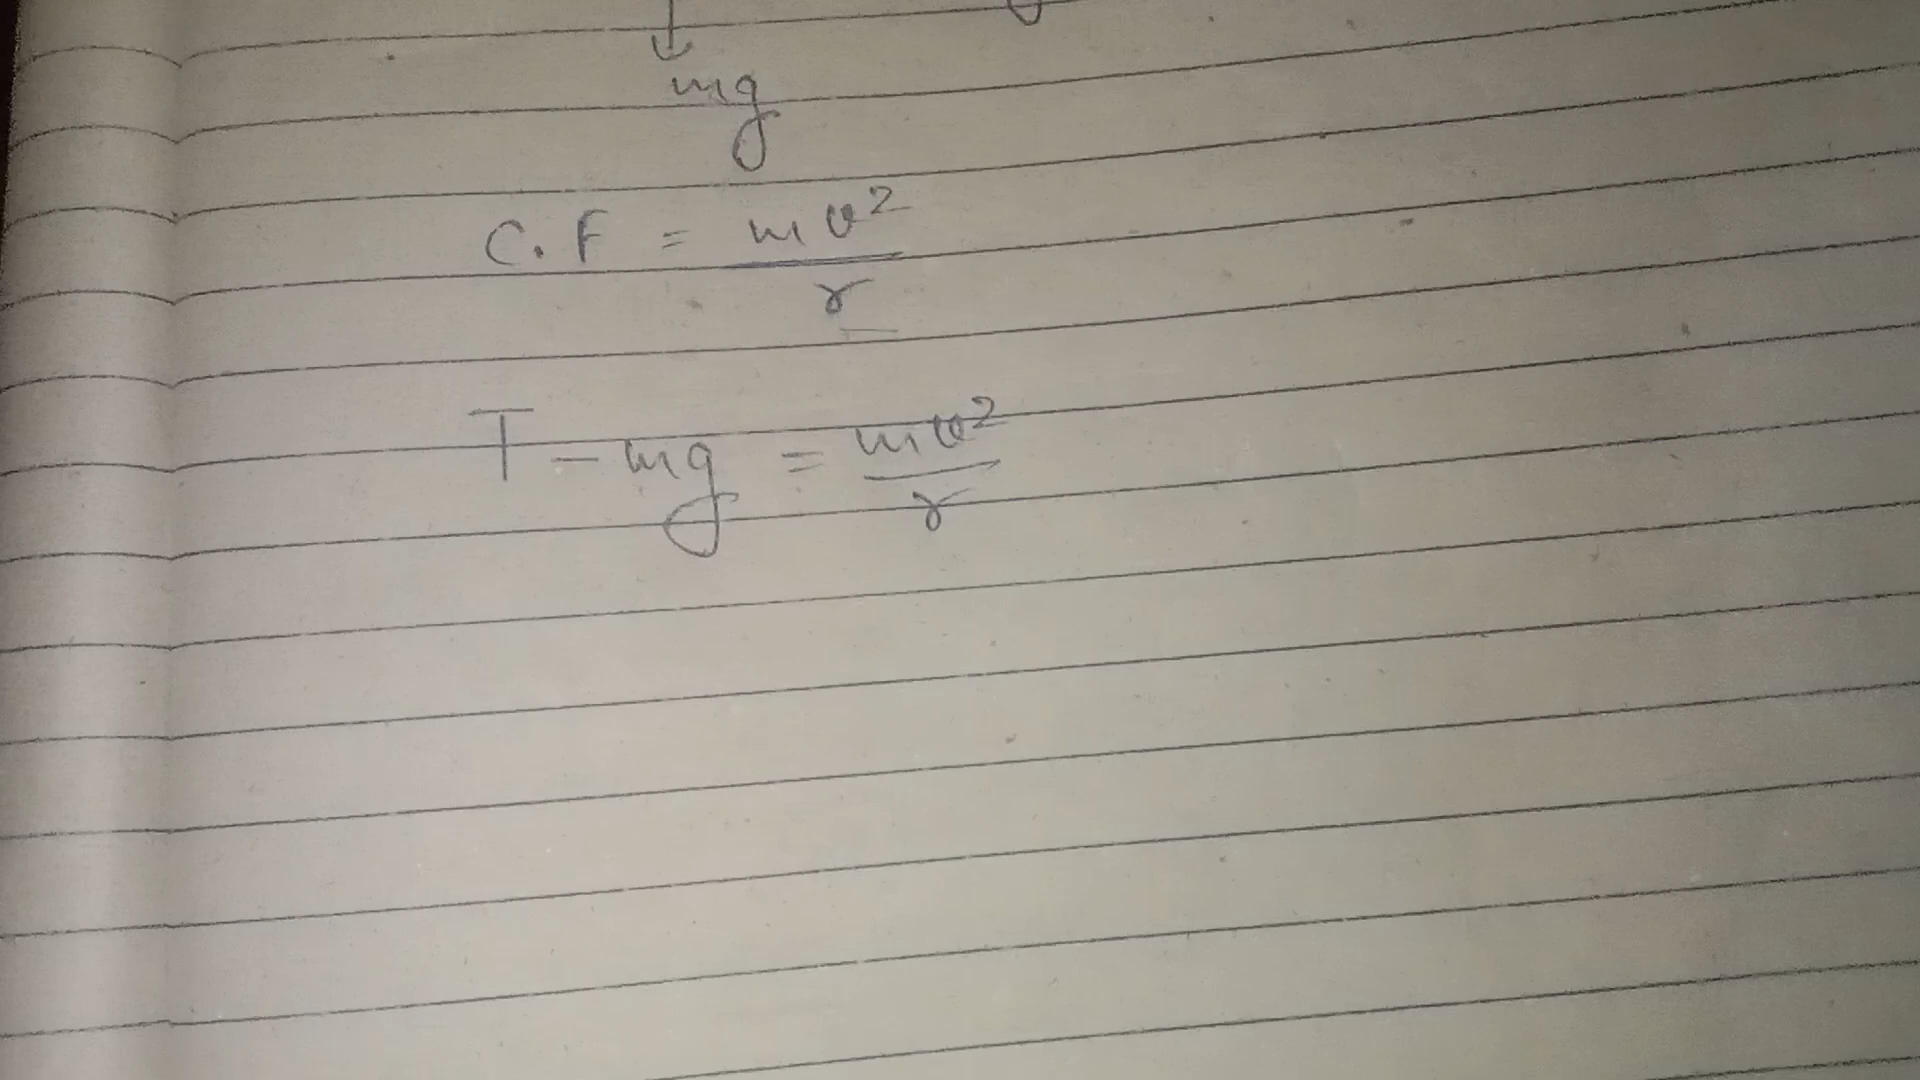 mg
C.F = mv²/r
T - mg = mv²/r